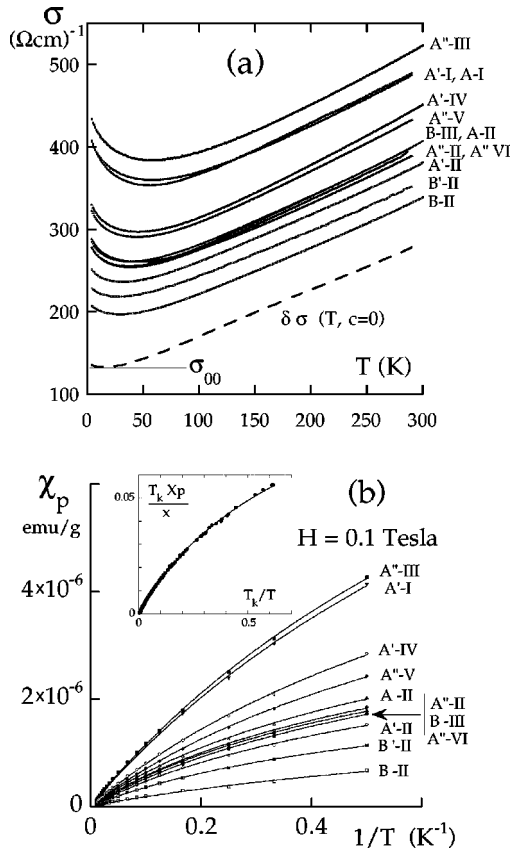 σ
(Ωcm)⁻¹
(a)
500
400
300
200
100
A"-III
A'-I, A-I
A'-IV
A"-V
B-III, A-II
A"-II, A" VI
A'-II
B'-II
B-II
δ σ (T, c=0)
σ₀₀
T (K)
0 50 100 150 200 250 300
(b)
χₚ
emu/g
H = 0.1 Tesla
0.05
Tₖ Xp
x
0
0 0.5
Tₖ/T
4×10⁻⁶
2×10⁻⁶
0
A"-III
A'-I
A'-IV
A"-V
A-II
A"-II
B-III
A"-VI
A'-II
B'-II
B-II
0 0.2 0.4
1/T (K⁻¹)